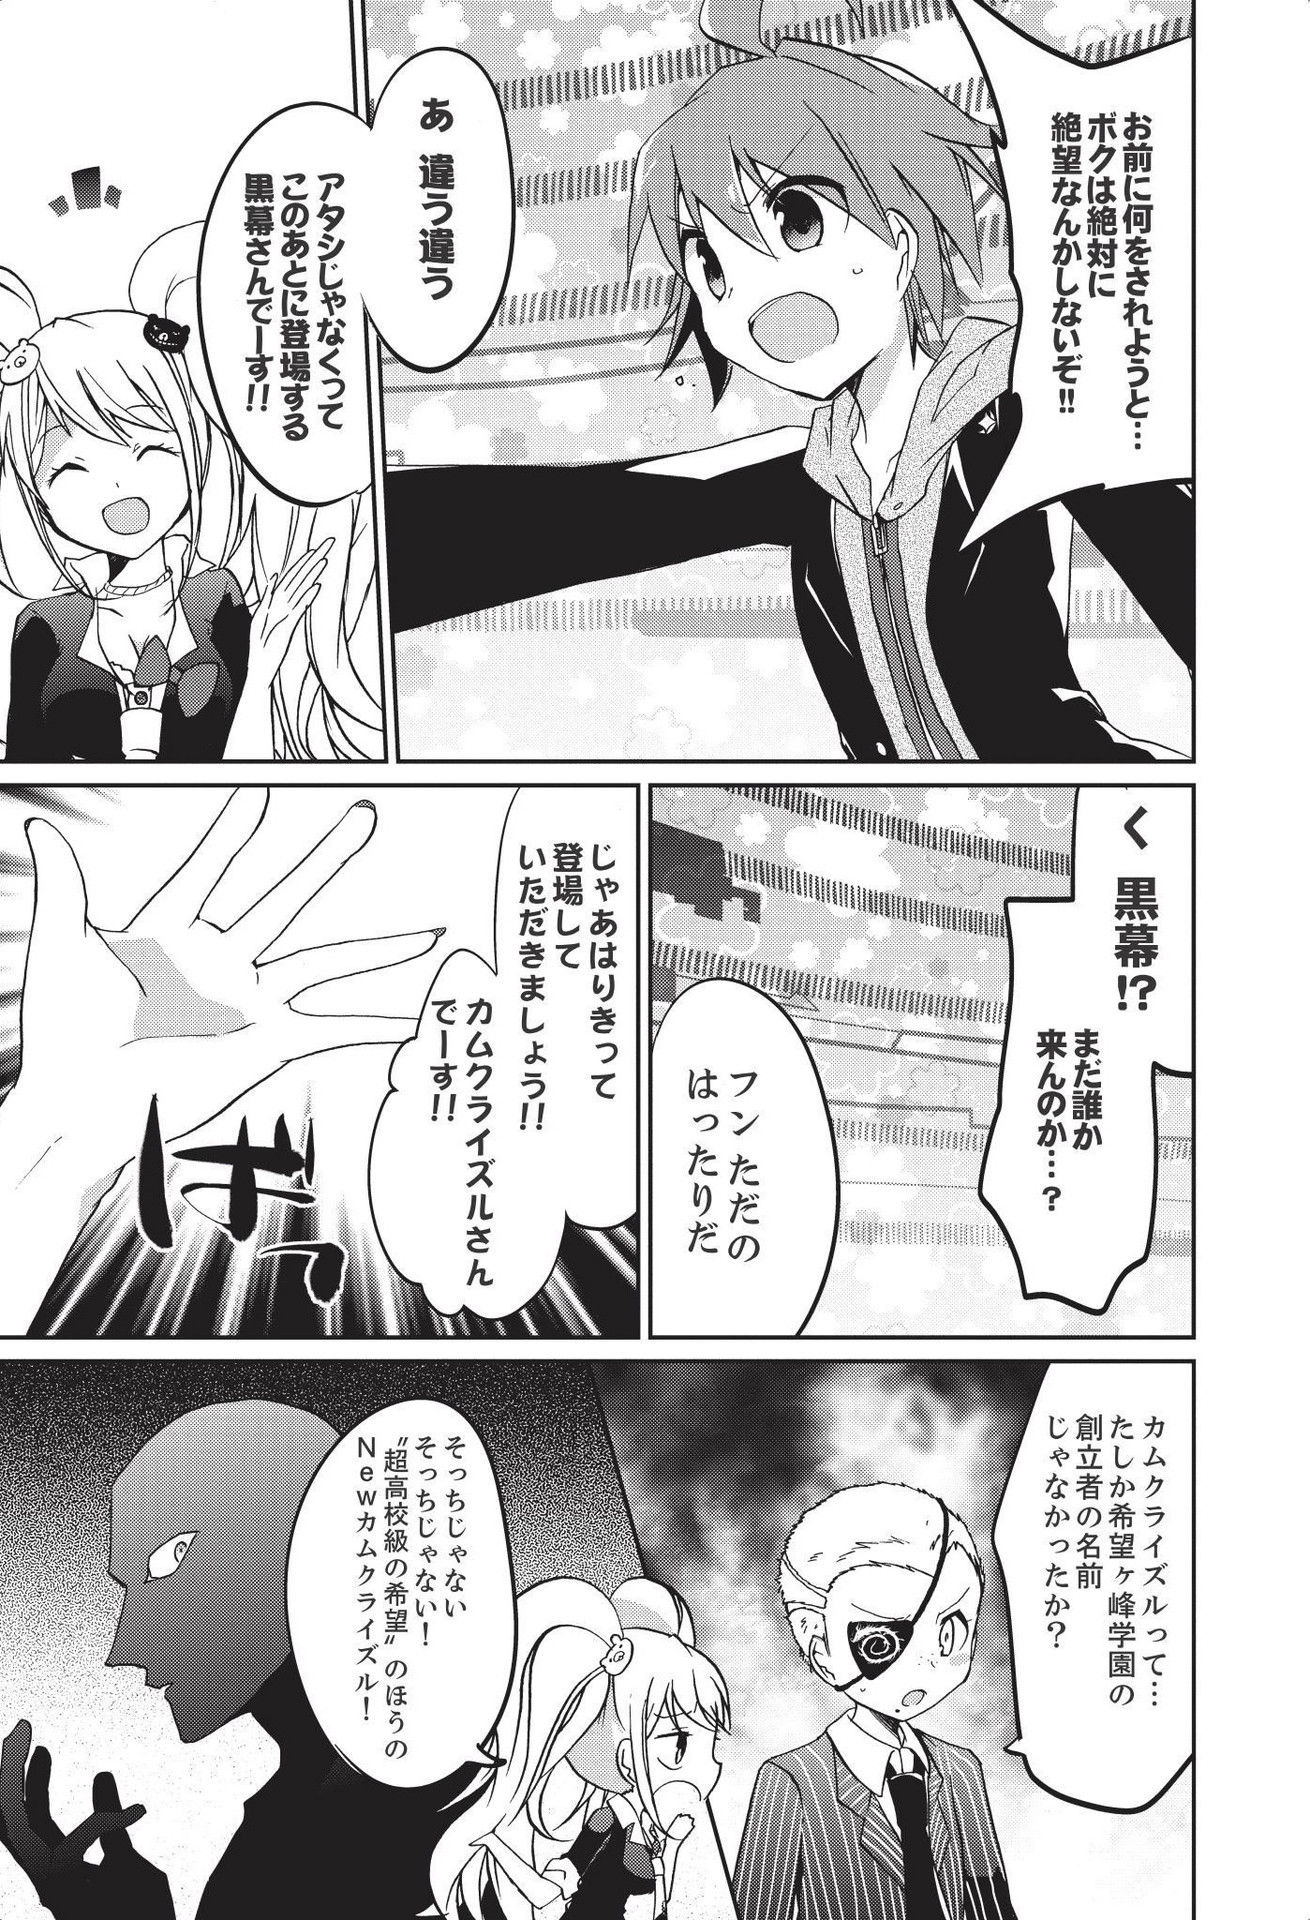 お前に何をされようと…
ボクは絶対に
絶望なんかしないぞ!!
あ 違う違う
アタシじゃなくって
このあとに登場する
黒幕さんでーす!!
く 黒幕!?
まだ誰か
来んのか…?
フンただの
はったりだ
じゃあはりきって
登場して
いただきましょう!!
カムクライズルさん
でーす!!
ばっ
カムクライズルって…
たしか希望ヶ峰学園の
創立者の名前
じゃなかったか?
そっちじゃない
そっちじゃない!
"超高校級の希望"のほうの
Newカムクライズル!